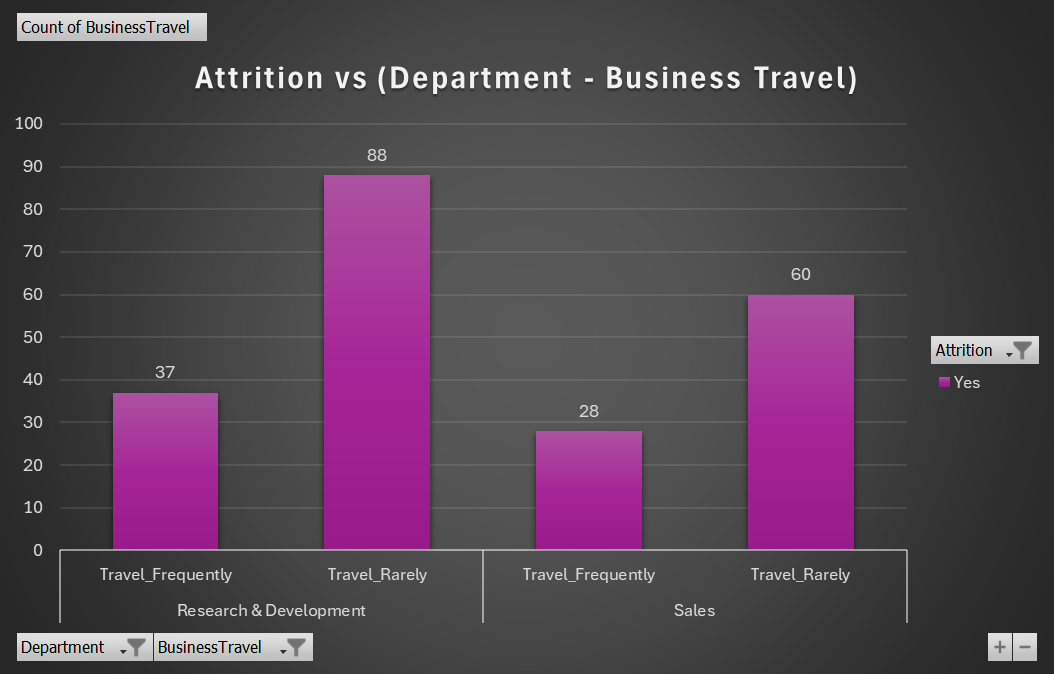 Count of BusinessTravel
Attrition vs (Department - Business Travel)
100
90
80
70
60
50
40
30
20
10
0
37
88
28
60
Travel_Frequently
Travel_Rarely
Travel_Frequently
Travel_Rarely
Research & Development
Sales
Attrition
Yes
Department
BusinessTravel
+ −